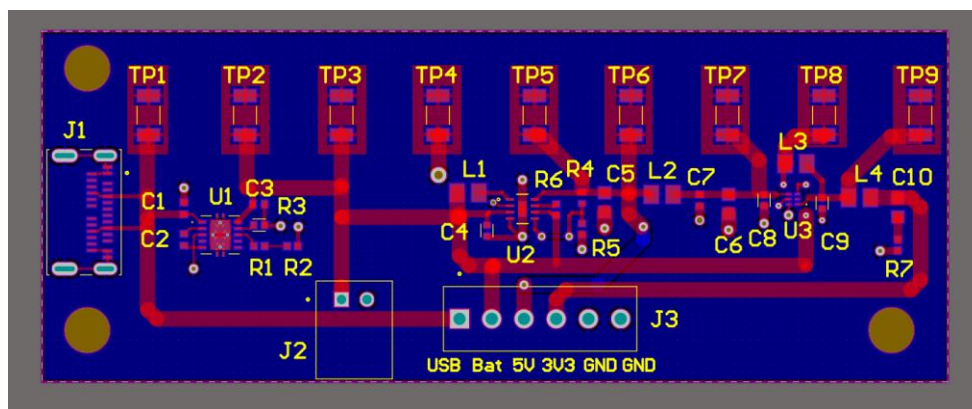 TP1 TP2 TP3 TP4 TP5 TP6 TP7 TP8 TP9
J1
L3
L1 R6 R4 C5 L2 C7 L4 C10
C1 U1 C3 R3
C2 C4 U2 R5 C6 C8 U3 C9
R1 R2 R7
J2 J3
USB Bat 5V 3V3 GND GND